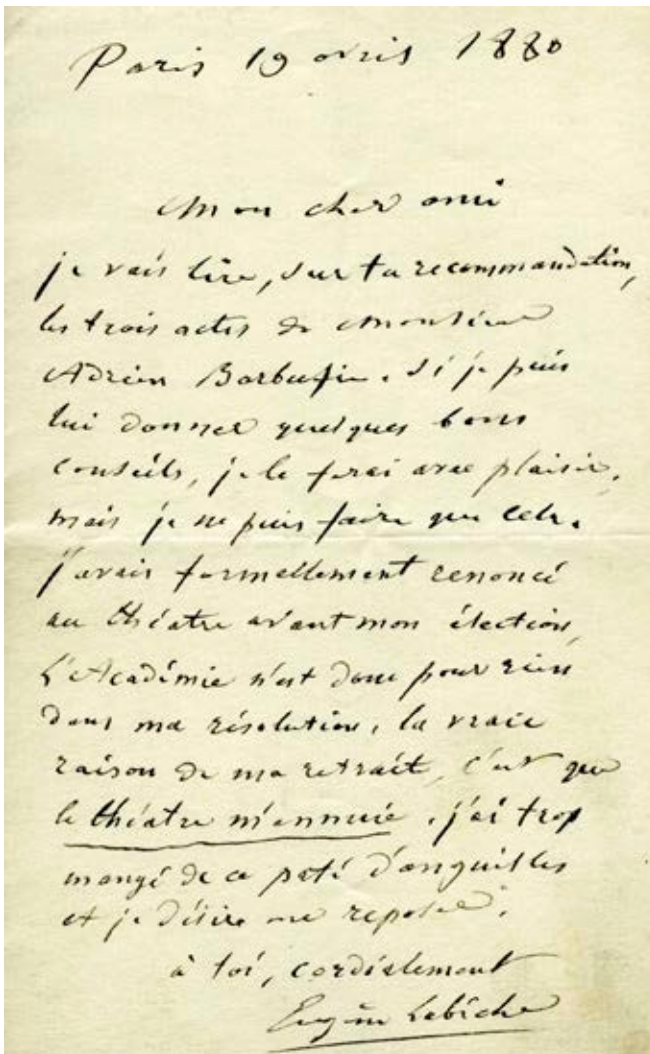 Paris 19 avril 1880
Mon cher ami
je vais lire, sur ta recommandation,
les trois actes de Monsieur
Adrien Barbusse. Si je puis
lui donner quelques bons
conseils, je le ferai avec plaisir,
mais je ne puis faire que cela.
j'avais formellement renoncé
au théatre avant mon élection,
L'Académie n'est donc pour rien
dans ma résolution, la vraie
raison de ma retrait, c'est que
le théatre m'ennuie. j'ai trop
mangé de ce paté d'anguilles
et je désire me reposer.
à toi, cordialement
Eugène Labiche